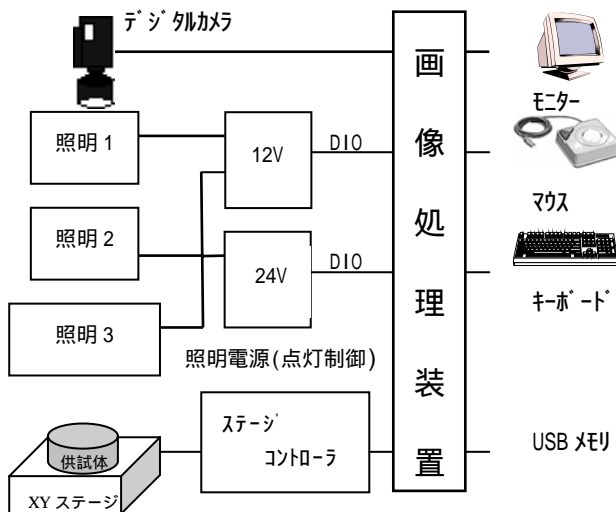 デジタルカメラ
画像処理装置
モニター
照明1
12V
DIO
マウス
照明2
24V
DIO
キーボード
照明3
照明電源(点灯制御)
ステージ
コントローラ
USB メモリ
供試体
XY ステージ